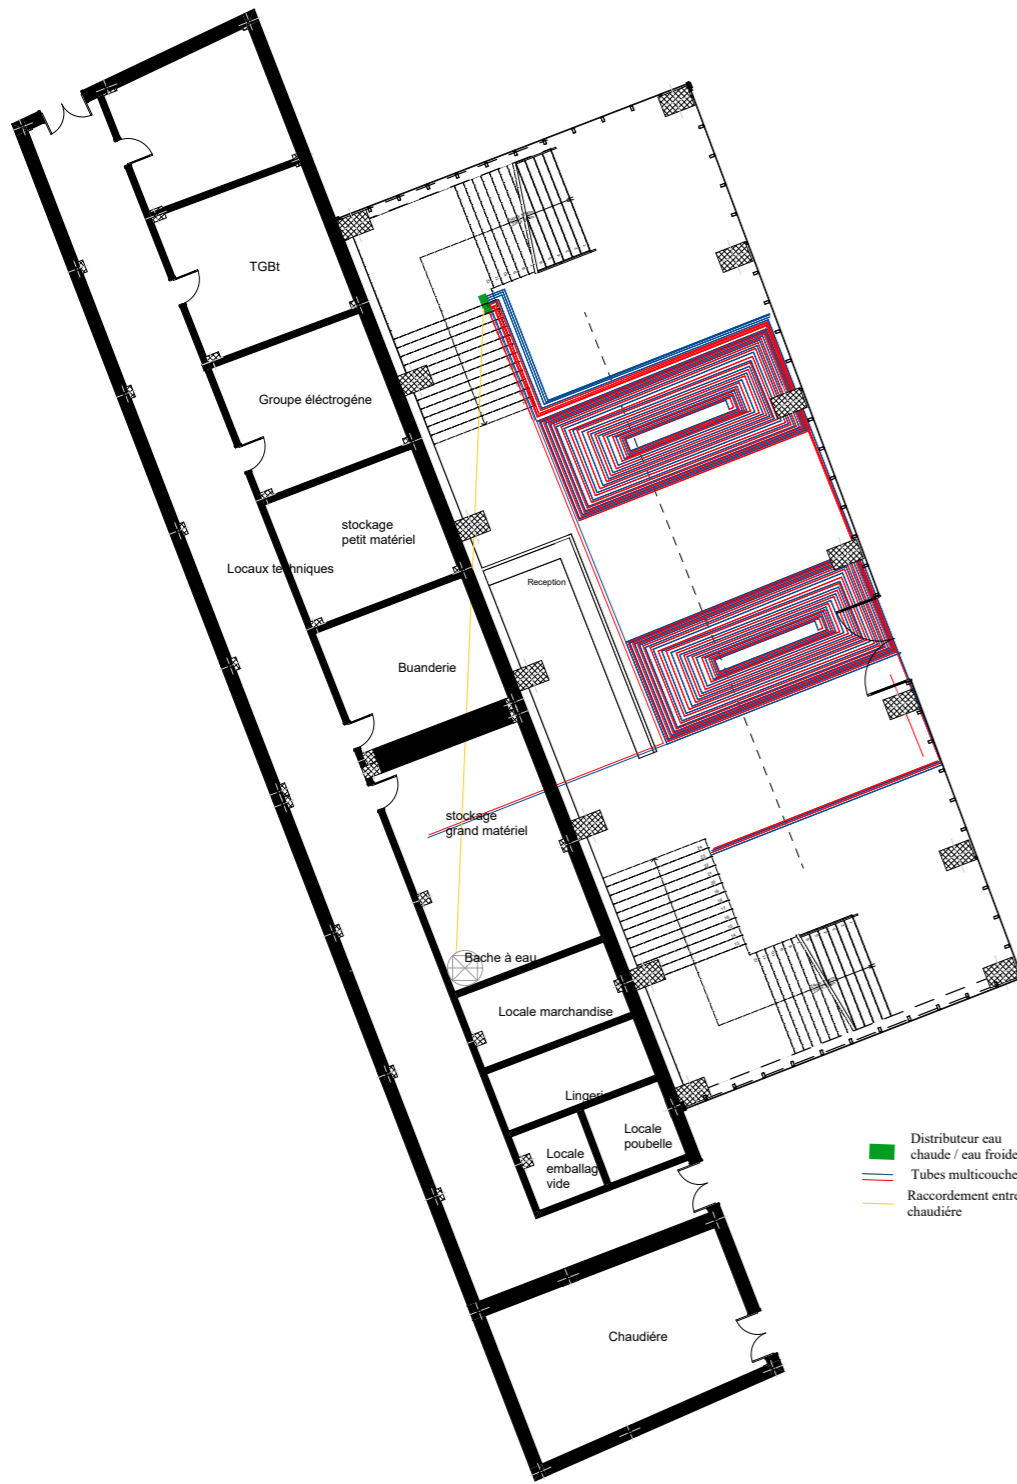 TGBt
Groupe éléctrogéne
stockage
petit matériel
Locaux techniques
Reception
Buanderie
stockage
grand matériel
Bache à eau
Locale marchandise
Lingeri
Locale
poubelle
Locale
emballag
vide
Distributeur eau
chaude / eau froide
Tubes multicouche
Raccordement entre
chaudiére
Chaudiére